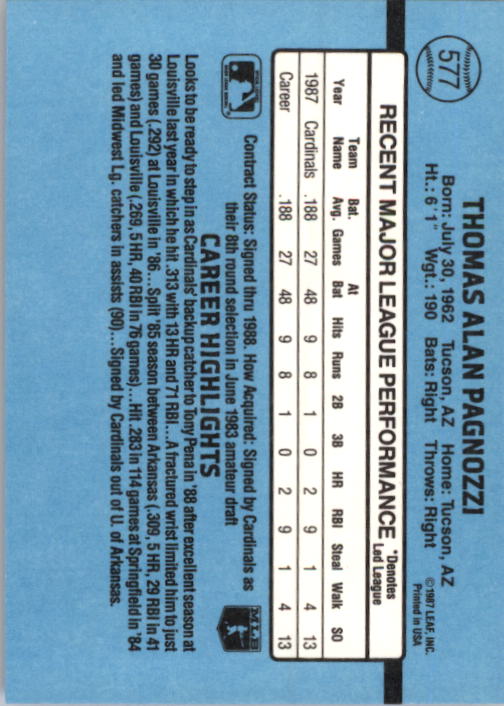 577
THOMAS ALAN PAGNOZZI
Born: July 30, 1962 Tucson, AZ Home: Tucson, AZ
Ht.: 6'1" Wgt.: 190 Bats: Right Throws: Right
©1987 LEAF, INC.
Printed in USA
RECENT MAJOR LEAGUE PERFORMANCE *Denotes Led League
Year Team Name Bat. Avg. Games At Bat Hits Runs 2B 3B HR RBI Steal Walk SO
1987 Cardinals .188 27 48 9 8 1 0 2 9 1 4 13
Career .188 27 48 9 8 1 0 2 9 1 4 13
Contract Status: Signed thru 1988. How Acquired: Signed by Cardinals as
their 8th round selection in June 1983 amateur draft
MLB
CAREER HIGHLIGHTS
Looks to be ready to step in as Cardinals' backup catcher to Tony Pena in '88 after excellent season at
Louisville last year in which he hit .313 with 13 HR and 71 RBI...A fractured wrist limited him to just
30 games (.292) at Louisville in '86...Split '85 season between Arkansas (.309, 5 HR, 29 RBI in 41
games) and Louisville (.269, 5 HR, 40 RBI in 76 games)...Hit .283 in 114 games at Springfield in '84
and led Midwest Lg. catchers in assists (90)...Signed by Cardinals out of U. of Arkansas.